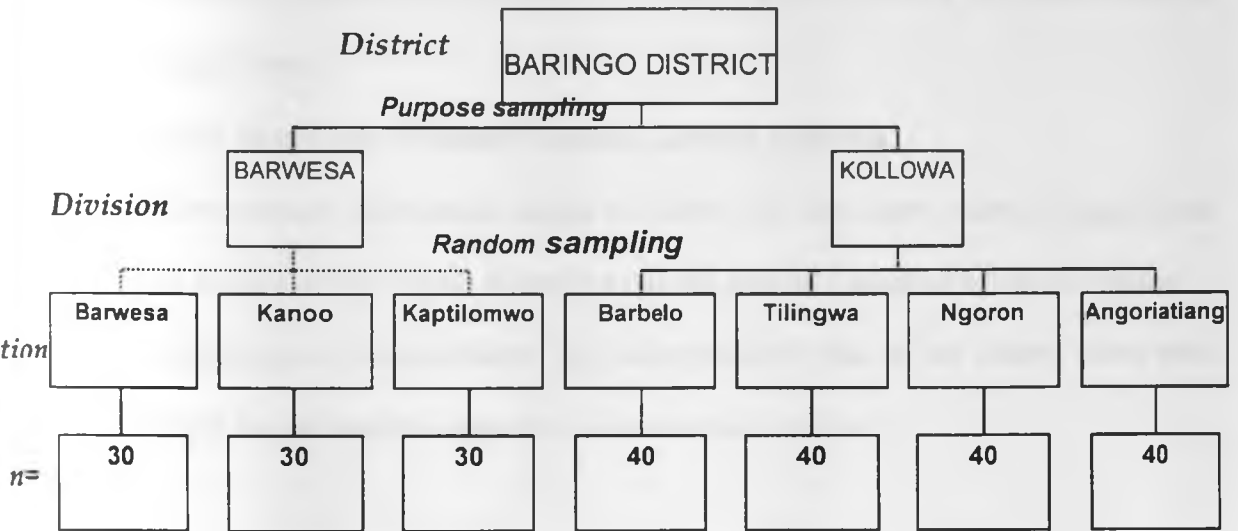 District
BARINGO DISTRICT
Purpose sampling
BARWESA
KOLLOWA
Division
Random sampling
Barwesa Kanoo Kaptilomwo Barbelo Tilingwa Ngoron Angoriatiang
tion
30 30 30 40 40 40 40
n=